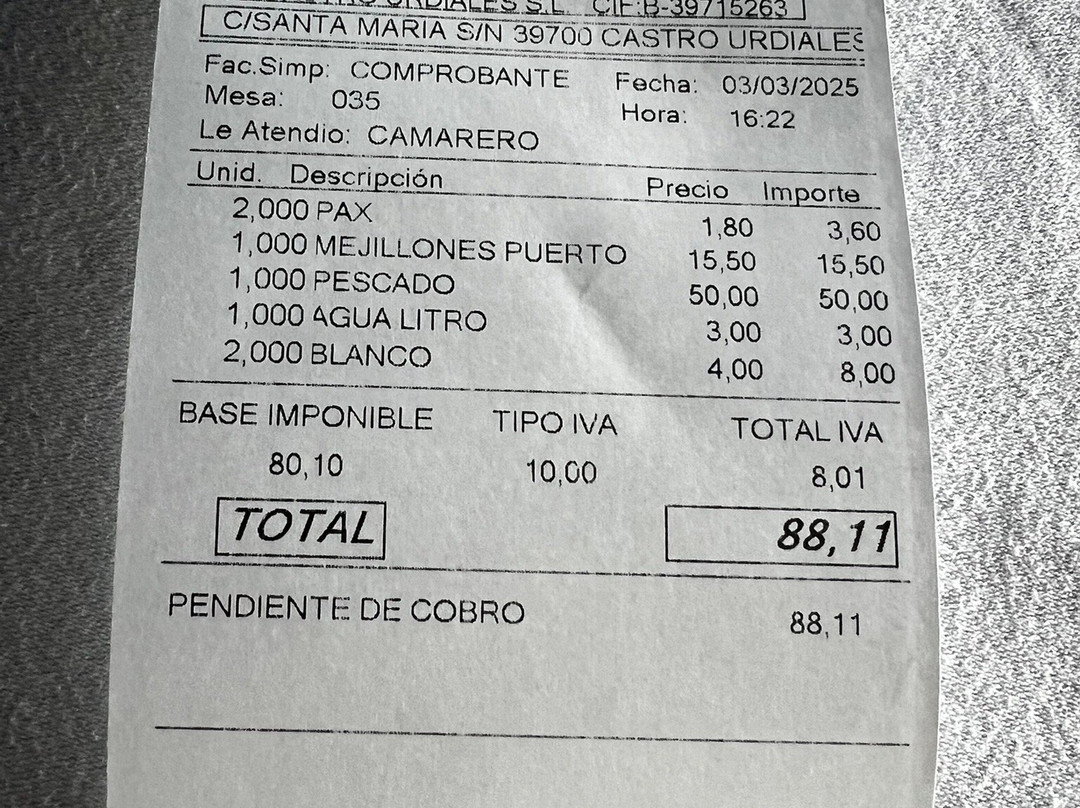 URDIALES S.L. CIF:B-39715263
C/SANTA MARIA S/N 39700 CASTRO URDIALES
Fac.Simp: COMPROBANTE Fecha: 03/03/2025
Mesa: 035 Hora: 16:22
Le Atendio: CAMARERO
Unid. Descripción Precio Importe
2,000 PAX 1,80 3,60
1,000 MEJILLONES PUERTO 15,50 15,50
1,000 PESCADO 50,00 50,00
1,000 AGUA LITRO 3,00 3,00
2,000 BLANCO 4,00 8,00
BASE IMPONIBLE TIPO IVA TOTAL IVA
80,10 10,00 8,01
TOTAL 88,11
PENDIENTE DE COBRO 88,11